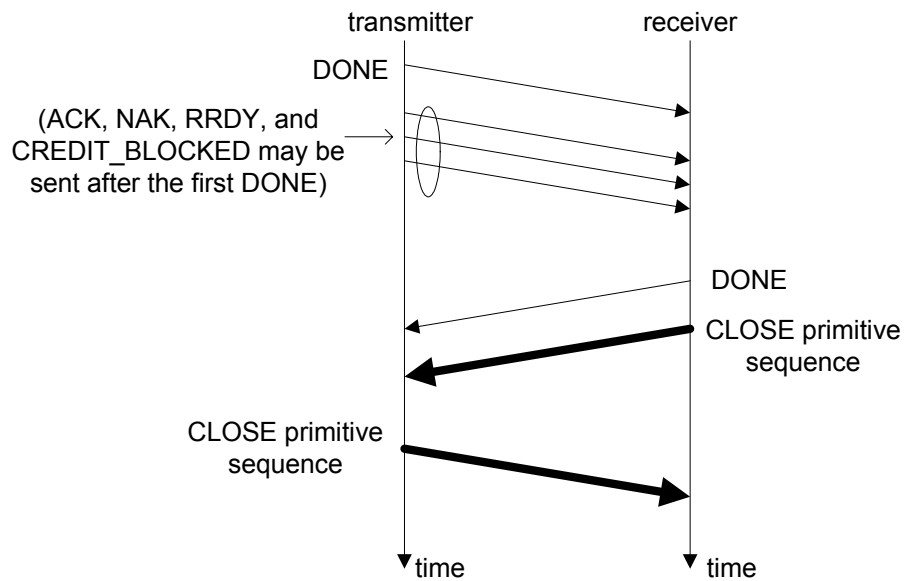 transmitter
receiver
DONE
(ACK, NAK, RRDY, and
CREDIT_BLOCKED may be
sent after the first DONE)
DONE
CLOSE primitive
sequence
CLOSE primitive
sequence
time
time